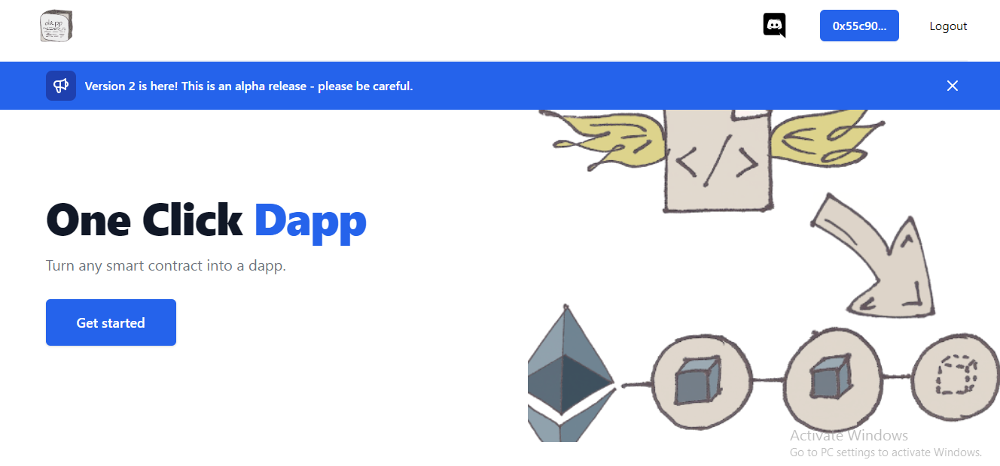 oldapp
0x55c90...
Logout
Version 2 is here! This is an alpha release - please be careful.
One Click Dapp
Turn any smart contract into a dapp.
Get started
</>
Activate Windows
Go to PC settings to activate Windows.